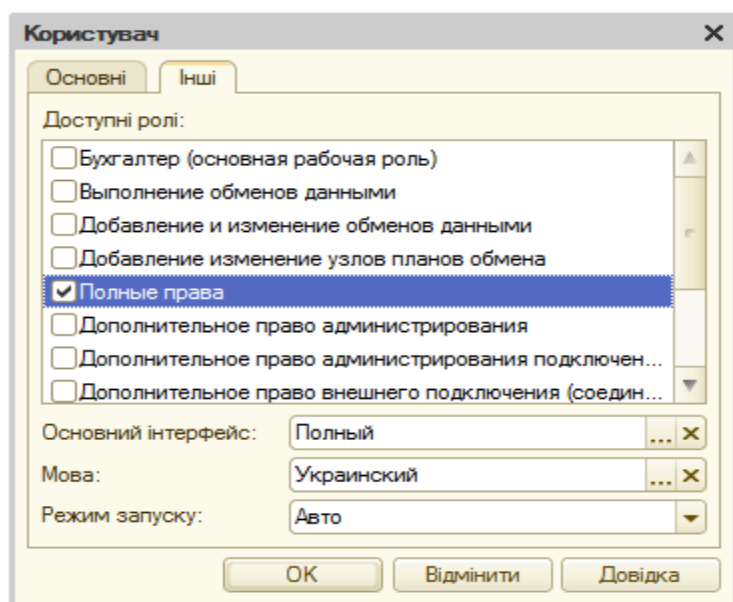 Користувач
Основні
Інші
Доступні ролі:
Бухгалтер (основная рабочая роль)
Выполнение обменов данными
Добавление и изменение обменов данными
Добавление изменение узлов планов обмена
Полные права
Дополнительное право администрирования
Дополнительное право администрирования подключен...
Дополнительное право внешнего подключения (соедин...
Основний інтерфейс: Полный ...
Мова: Украинский ...
Режим запуску: Авто
OK Відмінити Довідка